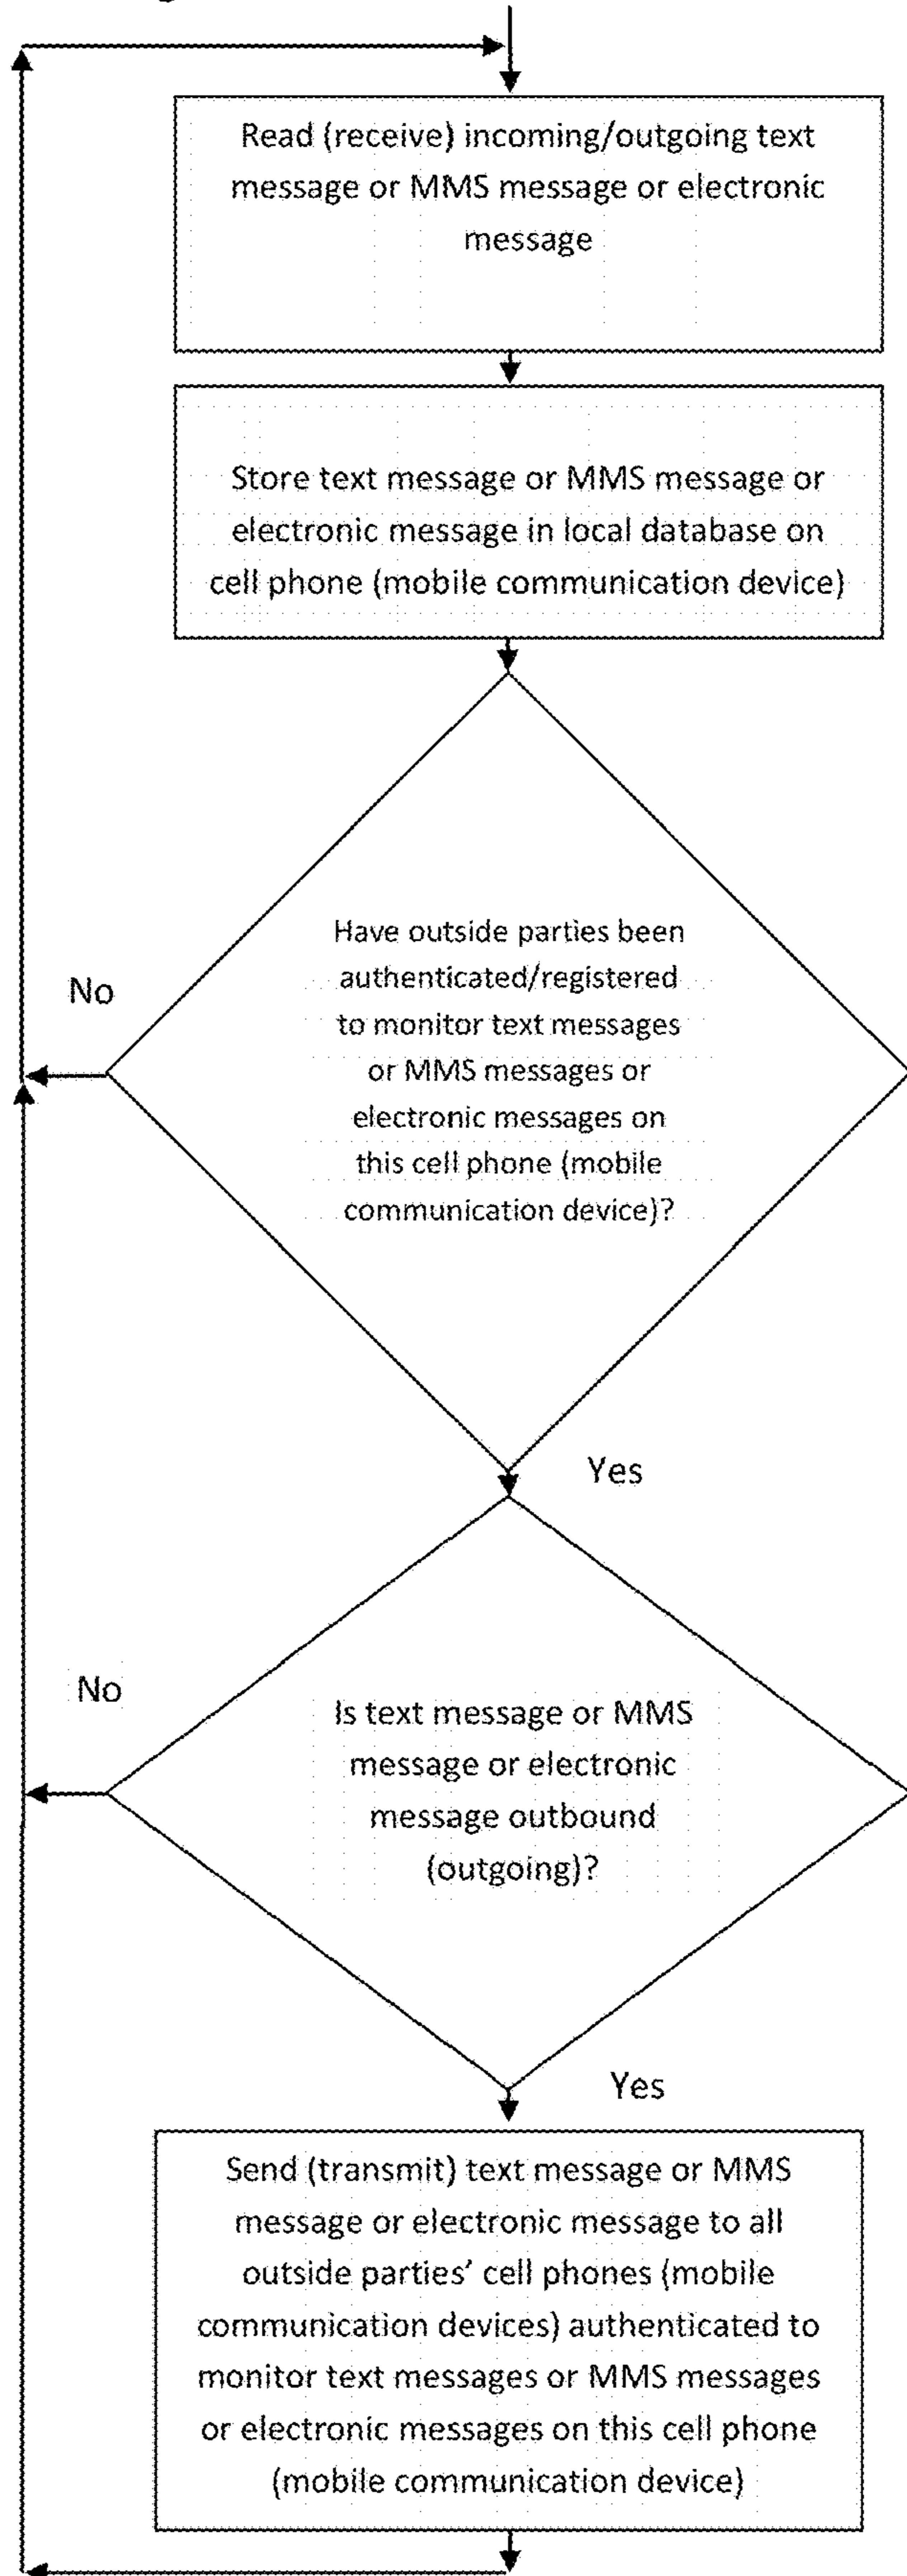 Read (receive) incoming/outgoing text
message or MMS message or electronic
message
Store text message or MMS message or
electronic message in local database on
cell phone (mobile communication device)
Have outside parties been
authenticated/registered
to monitor text messages
or MMS messages or
electronic messages on
this cell phone (mobile
communication device)?
No
Yes
No
Is text message or MMS
message or electronic
message outbound
(outgoing)?
Yes
Send (transmit) text message or MMS
message or electronic message to all
outside parties’ cell phones (mobile
communication devices) authenticated to
monitor text messages or MMS messages
or electronic messages on this cell phone
(mobile communication device)